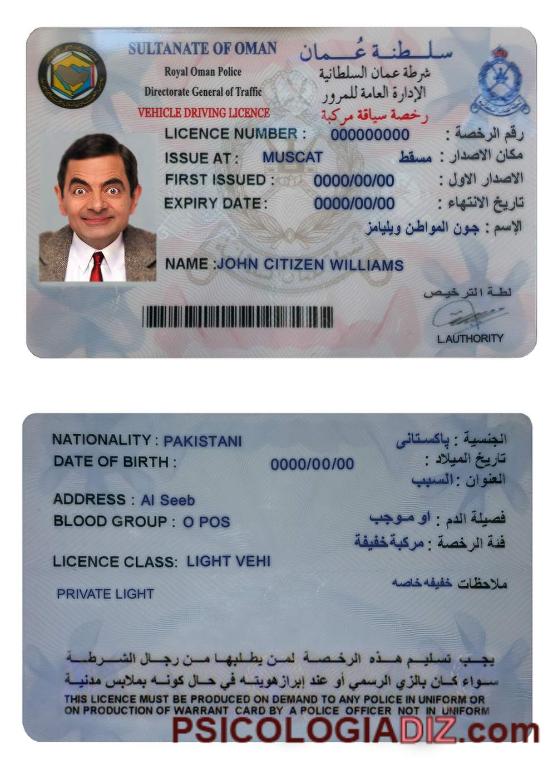 SULTANATE OF OMAN سلطنة عُمان
Royal Oman Police شرطة عمان السلطانية
Directorate General of Traffic الإدارة العامة للمرور
VEHICLE DRIVING LICENCE رخصة سياقة مركبة
LICENCE NUMBER : 000000000 رقم الرخصة :
ISSUE AT : MUSCAT مسقط مكان الاصدار :
FIRST ISSUED : 0000/00/00 الاصدار الاول :
EXPIRY DATE : 0000/00/00 تاريخ الانتهاء :
الإسم : جون المواطن ويليامز
NAME :JOHN CITIZEN WILLIAMS
لطة الترخيص
L.AUTHORITY
NATIONALITY : PAKISTANI الجنسية : پاکستانی
DATE OF BIRTH : 0000/00/00 تاريخ الميلاد :
العنوان : السيب
ADDRESS : Al Seeb
BLOOD GROUP : O POS فصيلة الدم : او موجب
فئة الرخصة : مركبة خفيفة
LICENCE CLASS: LIGHT VEHI
ملاحظات خفيفه خاصه
PRIVATE LIGHT
يجب تسليم هذه الرخصة لمن يطلبها من رجال الشرطة
سواء كان بالزي الرسمي أو عند إبراز هويته في حال كونه بملابس مدنية
THIS LICENCE MUST BE PRODUCED ON DEMAND TO ANY POLICE IN UNIFORM OR
ON PRODUCTION OF WARRANT CARD BY A POLICE OFFICER NOT IN UNIFORM
PSICOLOGIADIZ.com